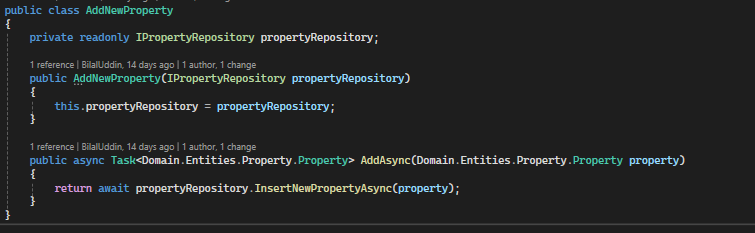 public class AddNewProperty
{
private readonly IPropertyRepository propertyRepository;
1 reference | BilalUddin, 14 days ago | 1 author, 1 change
public AddNewProperty(IPropertyRepository propertyRepository)
{
this.propertyRepository = propertyRepository;
}
1 reference | BilalUddin, 14 days ago | 1 author, 1 change
public async Task<Domain.Entities.Property.Property> AddAsync(Domain.Entities.Property.Property property)
{
return await propertyRepository.InsertNewPropertyAsync(property);
}
}